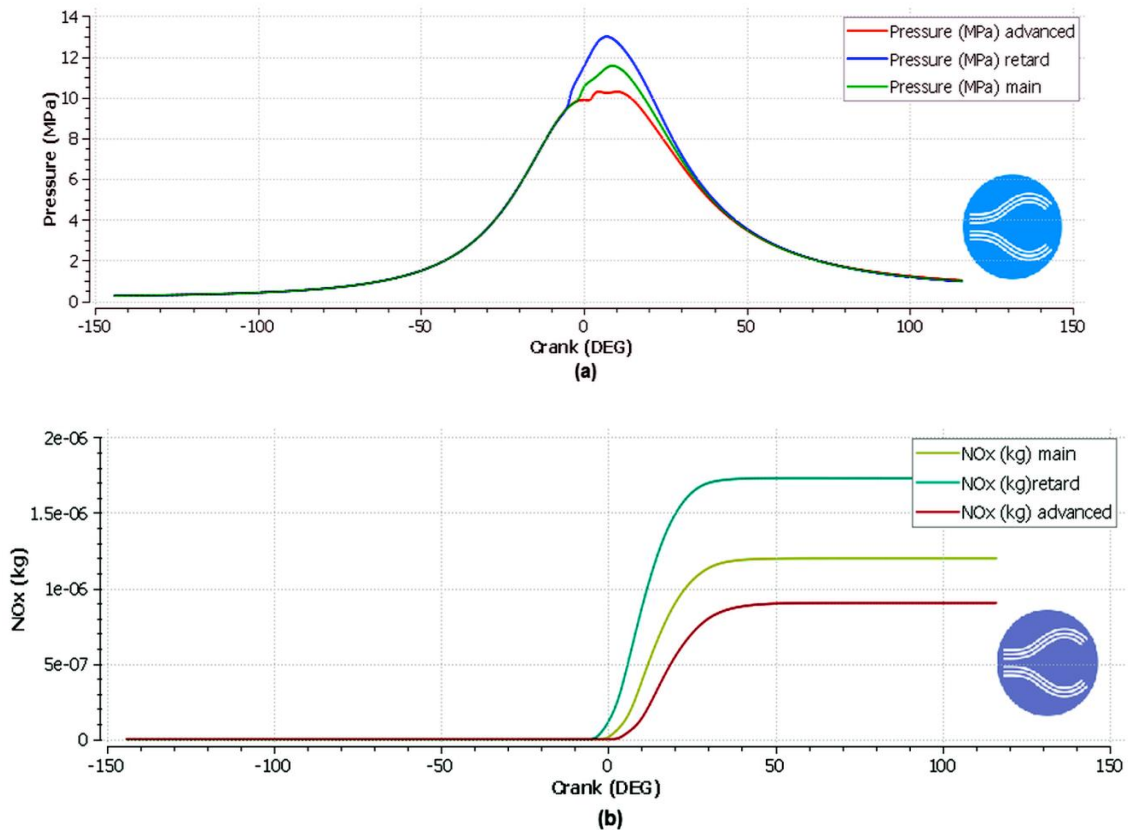 14
12
10
8
6
4
2
0
Pressure (MPa)
Pressure (MPa) advanced
Pressure (MPa) retard
Pressure (MPa) main
-150 -100 -50 0 50 100 150
Crank (DEG)
(a)
2e-06
1.5e-06
1e-06
5e-07
0
NOx (kg)
NOx (kg) main
NOx (kg)retard
NOx (kg) advanced
-150 -100 -50 0 50 100 150
Crank (DEG)
(b)